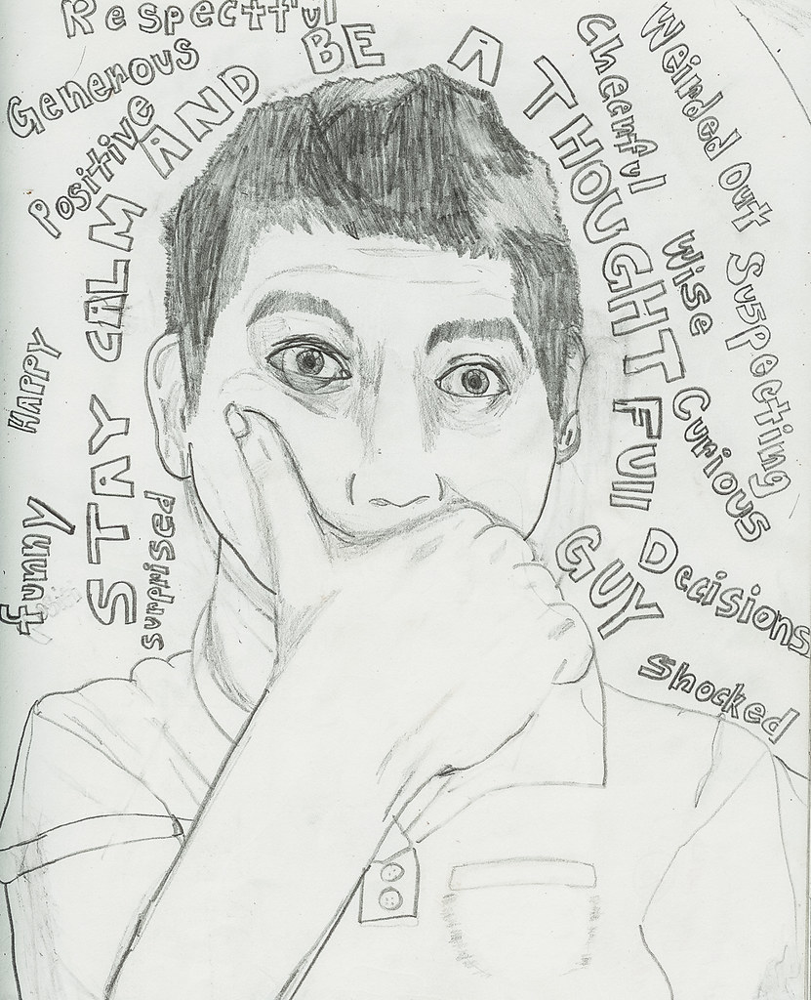 Respectful
Generous
Positive
HAPPY
funny
surprised
STAY CALM AND BE A THOUGHTFUll GUY
Cheerful
Weirded out
Wise
Suspecting
Curious
Decisions
Shocked